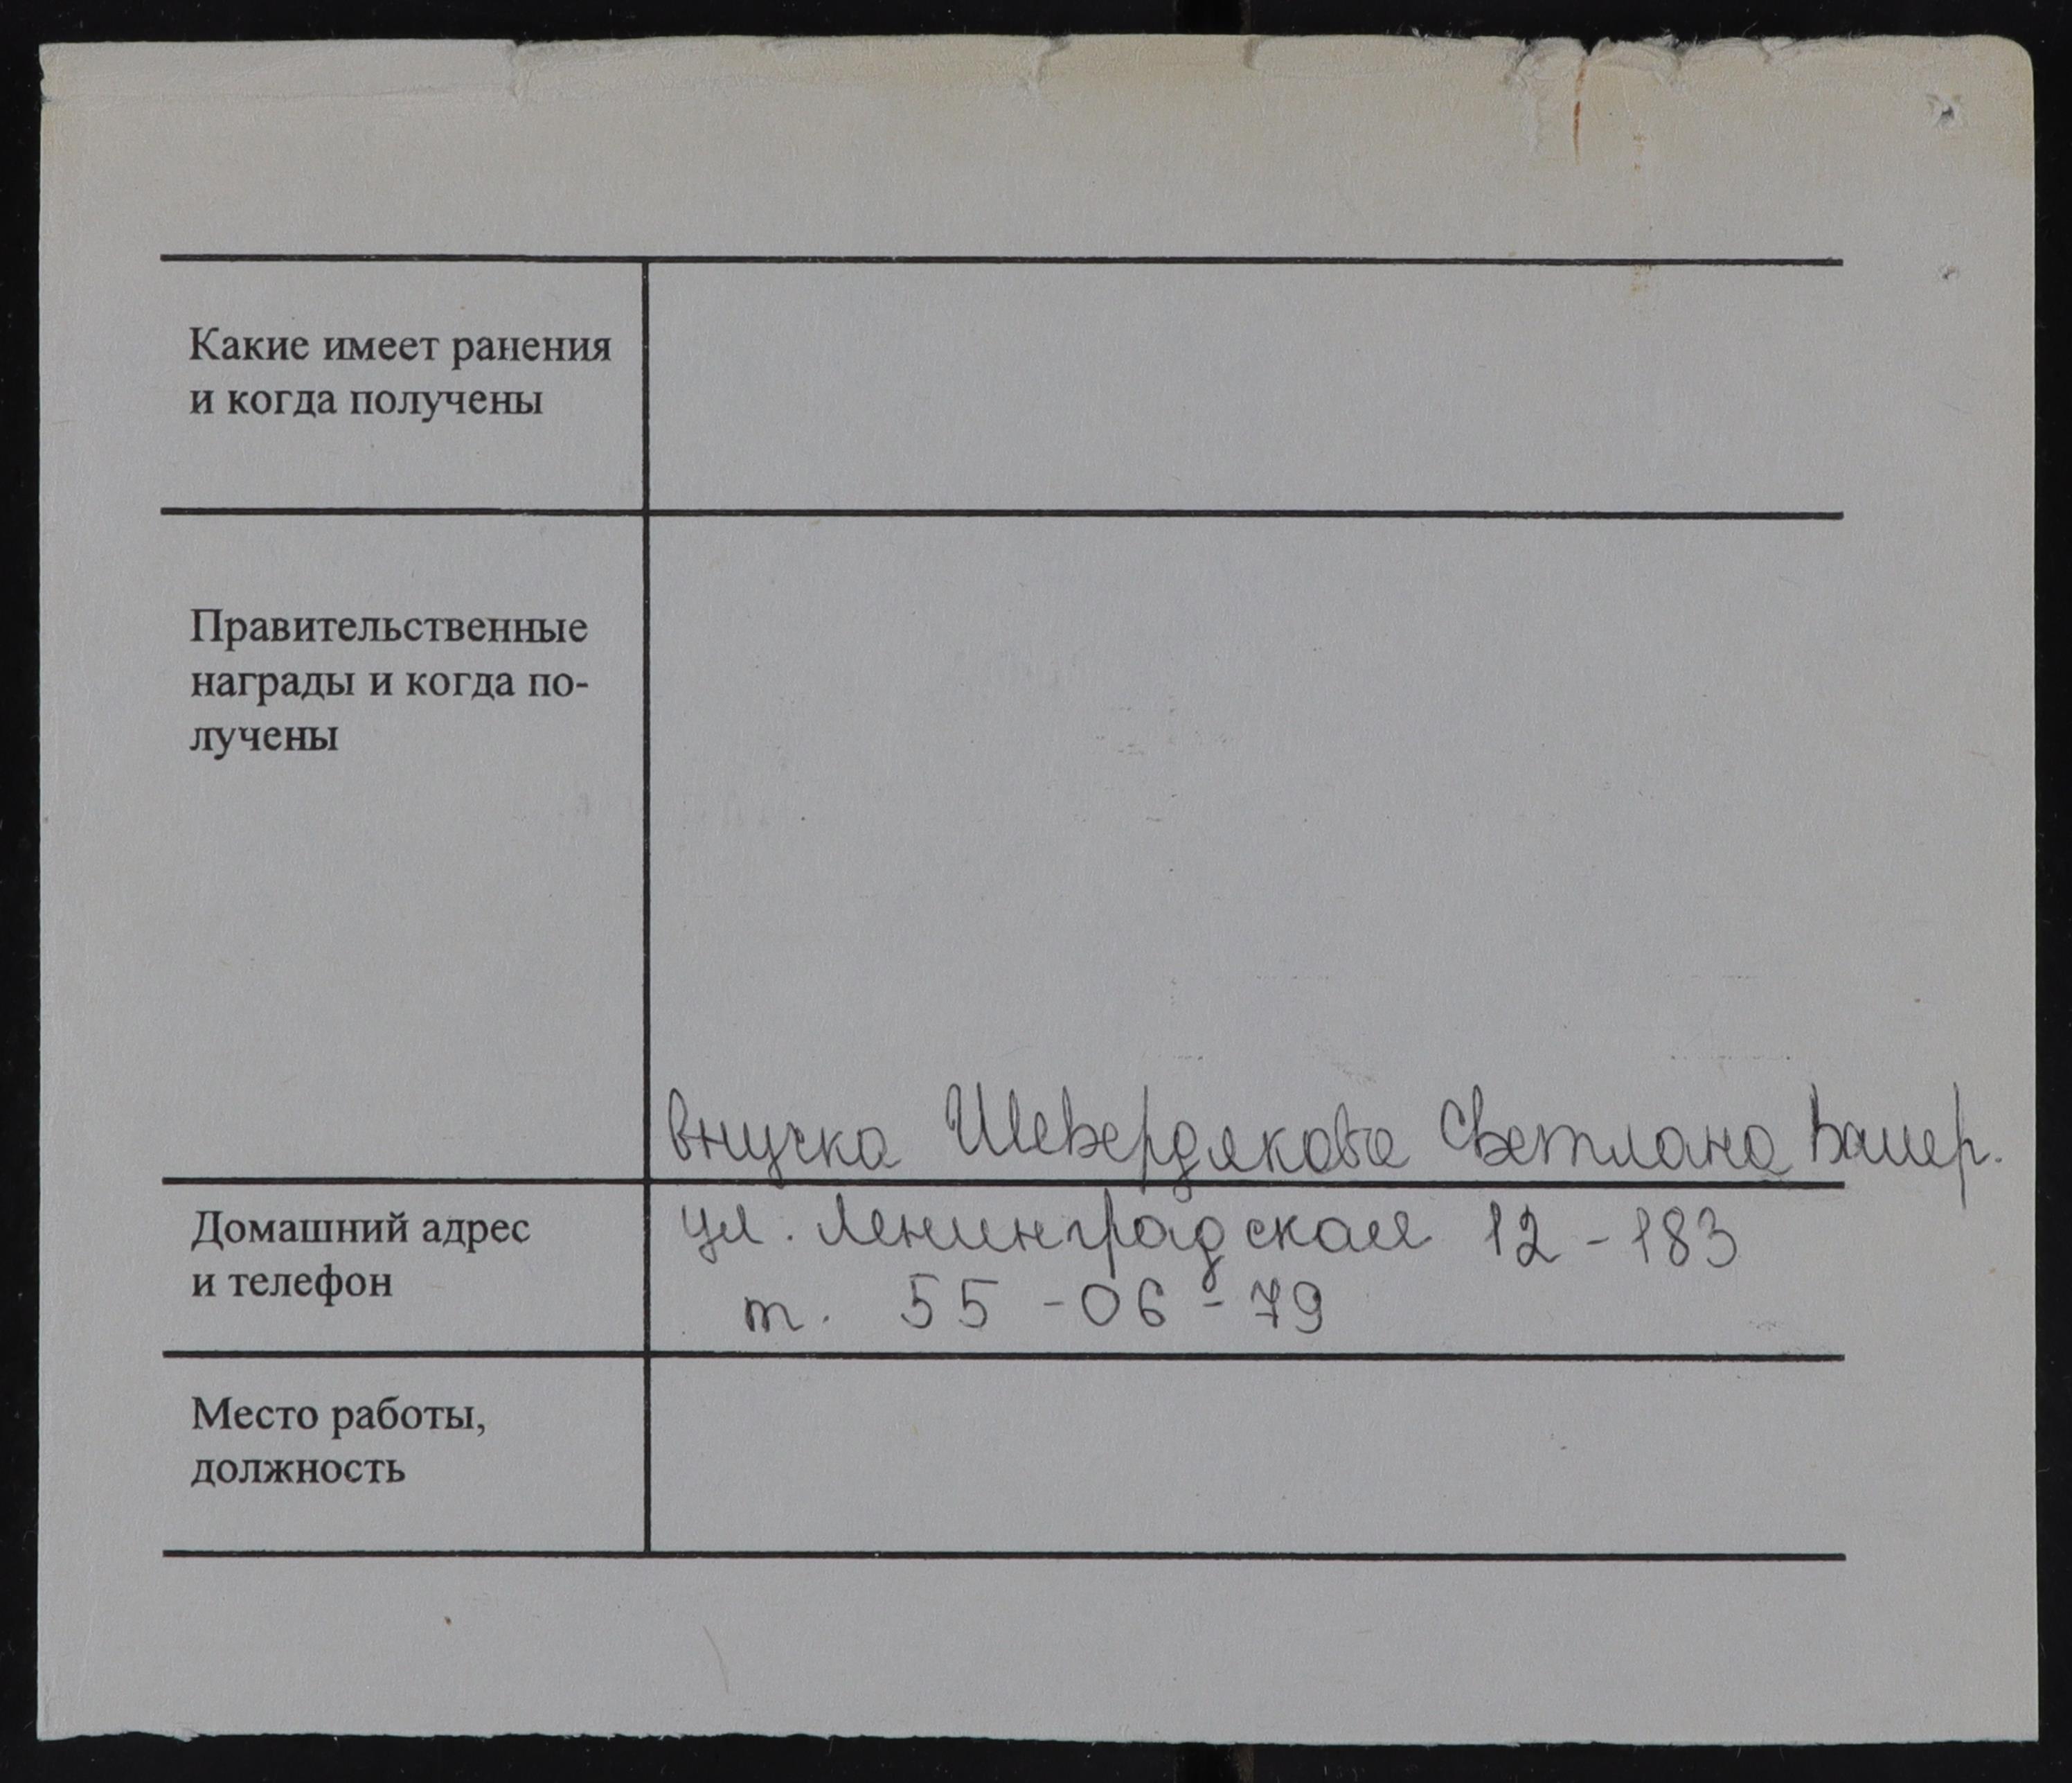 Какие имеет ранения
и когда получены
Правительственные
награды и когда по-
лучены
внучка Шевердякова Светлана Валер.
Домашний адрес
и телефон
ул. Ленинградская 12-183
т. 55-06-79
Место работы,
должность